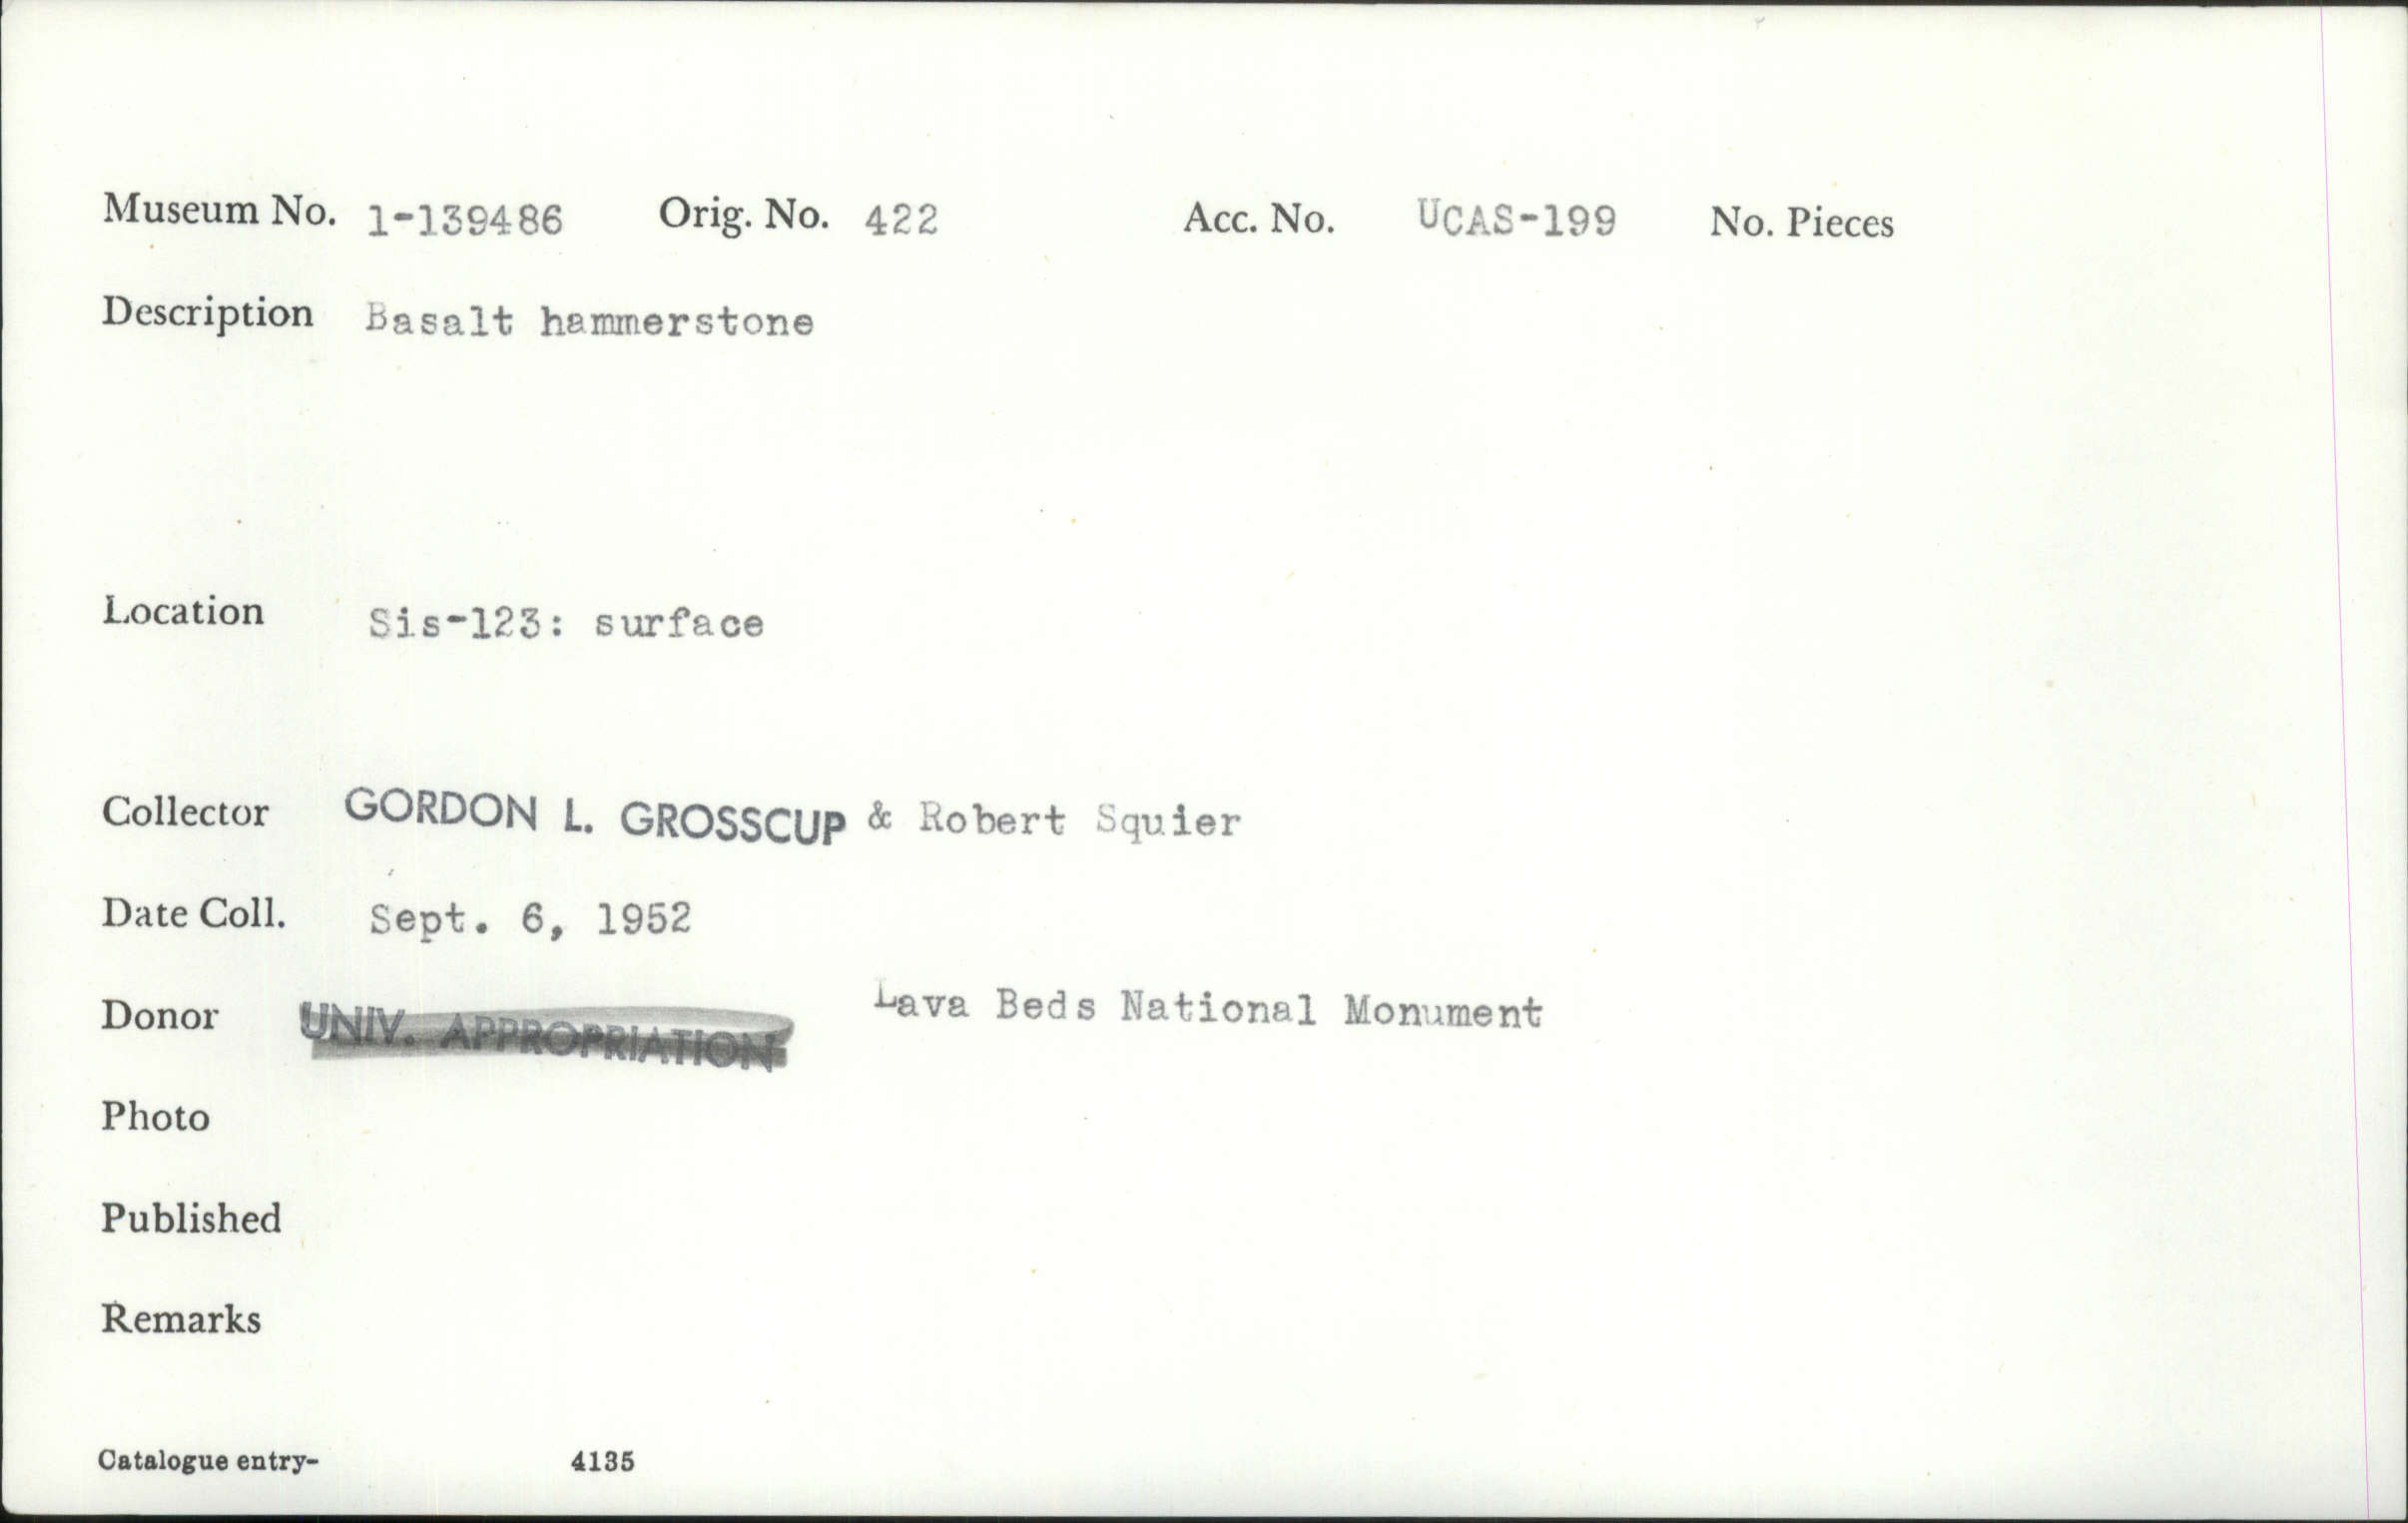 Museum No. 1-139486 Orig. No. 422 Acc. No. UCAS-199 No. Pieces
Description Basalt hammerstone
Location Sis-123: surface
Collector GORDON L. GROSSCUP & Robert Squier
Date Coll. Sept. 6, 1952
Donor UNIV. APPROPRIATION Lava Beds National Monument
Photo
Published
Remarks
Catalogue entry- 4135